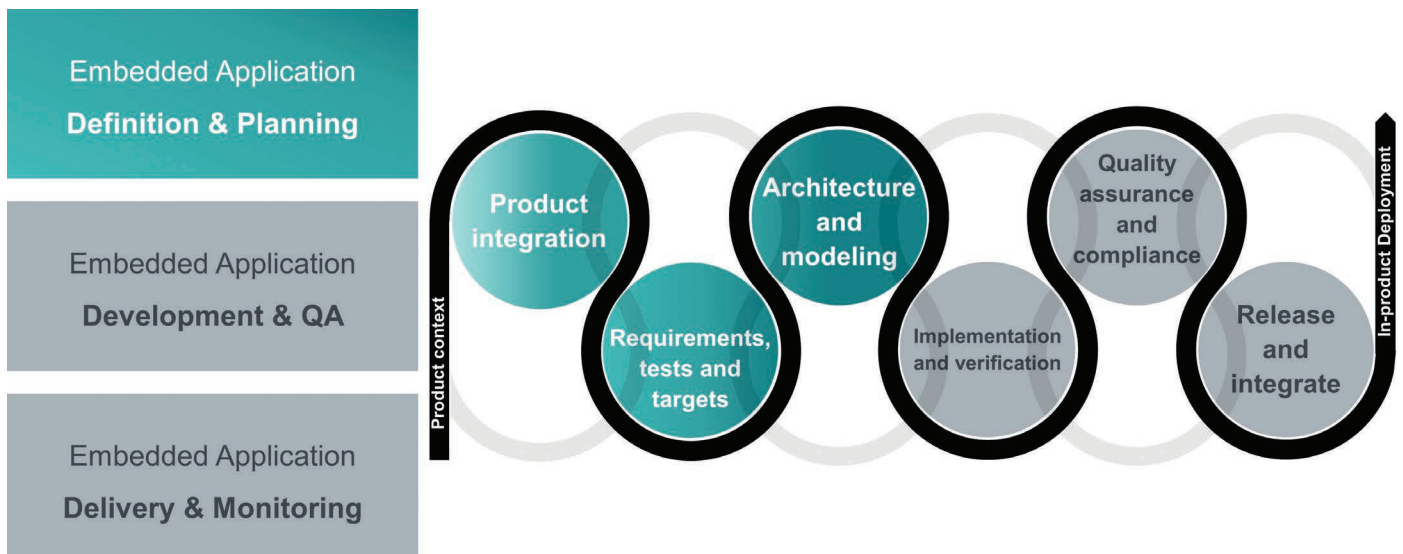 Embedded Application
Definition & Planning
Embedded Application
Development & QA
Embedded Application
Delivery & Monitoring
Product context
Product
integration
Requirements,
tests and
targets
Architecture
and
modeling
Implementation
and verification
Quality
assurance
and
compliance
Release
and
integrate
In-product Deployment